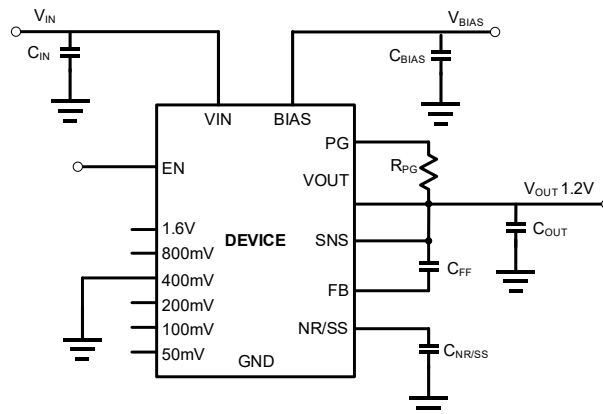 VIN
VBIAS
CIN
CBIAS
VIN
BIAS
PG
EN
RPG
VOUT
VOUT 1.2V
1.6V
DEVICE
SNS
COUT
800mV
400mV
CFF
200mV
FB
100mV
NR/SS
50mV
CNR/SS
GND